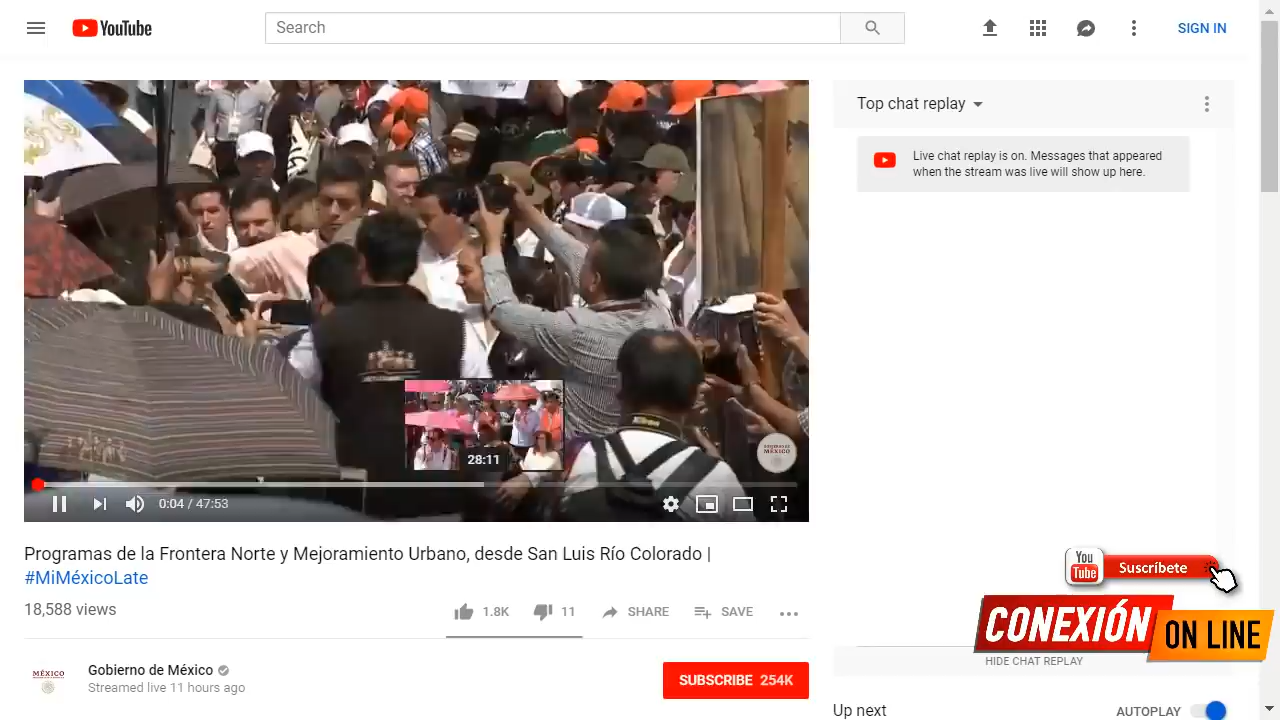 YouTube
Search
SIGN IN
Top chat replay
Live chat replay is on. Messages that appeared
when the stream was live will show up here.
28:11
0:04 / 47:53
Programas de la Frontera Norte y Mejoramiento Urbano, desde San Luis Río Colorado |
#MiMéxicoLate
18,588 views
1.8K
11
SHARE
SAVE
MÉXICO
Gobierno de México
Streamed live 11 hours ago
SUBSCRIBE 254K
You
Tube
Suscríbete
CONEXIÓN
ON LINE
HIDE CHAT REPLAY
Up next
AUTOPLAY